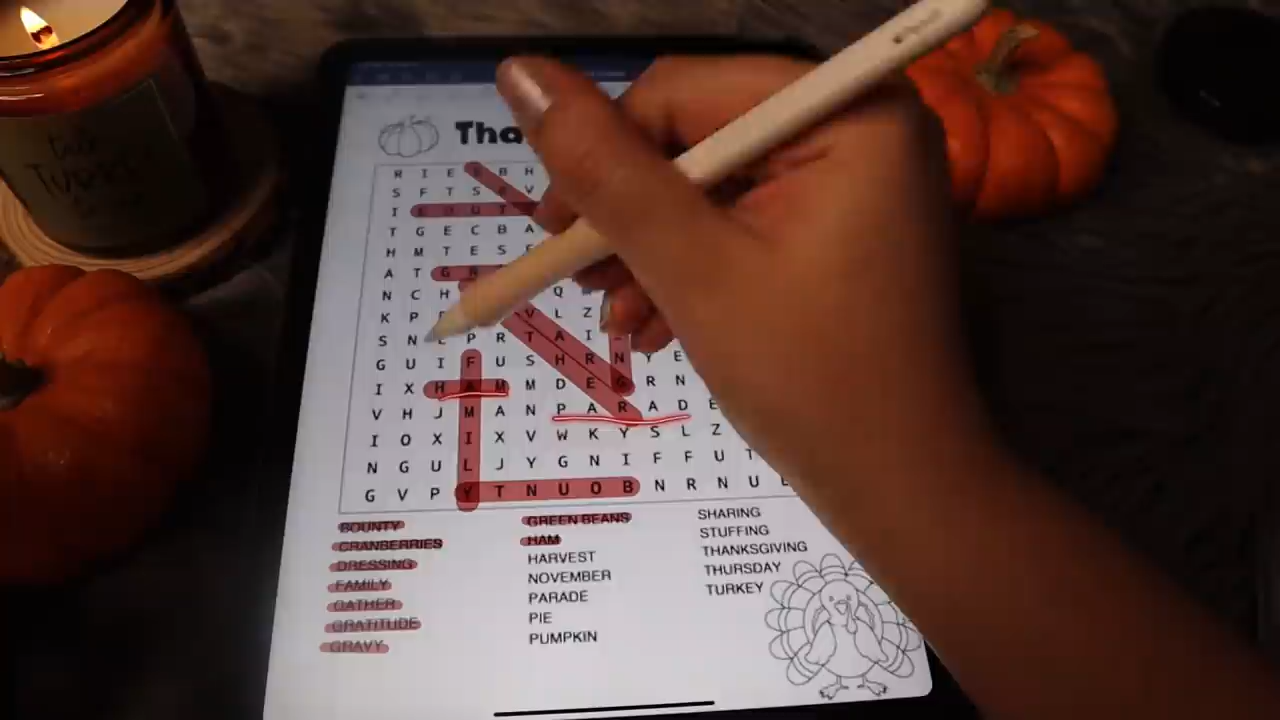 Tha
R I E B H
S F T S V
I T
T G E C B A
H M T E S
A T G
N C H Q
K P V L Z
S N P R T A I
G U I F U S H R N Y E
I X H A M M D E G R N
V H J M A N P A R A D E
I O X I X V W K Y S L Z
N G U L J Y G N I F F U T
G V P Y T N U O B N R N U
BOUNTY
CRANBERRIES
DRESSING
FAMILY
GATHER
GRATITUDE
GRAVY
GREEN BEANS
HAM
HARVEST
NOVEMBER
PARADE
PIE
PUMPKIN
SHARING
STUFFING
THANKSGIVING
THURSDAY
TURKEY